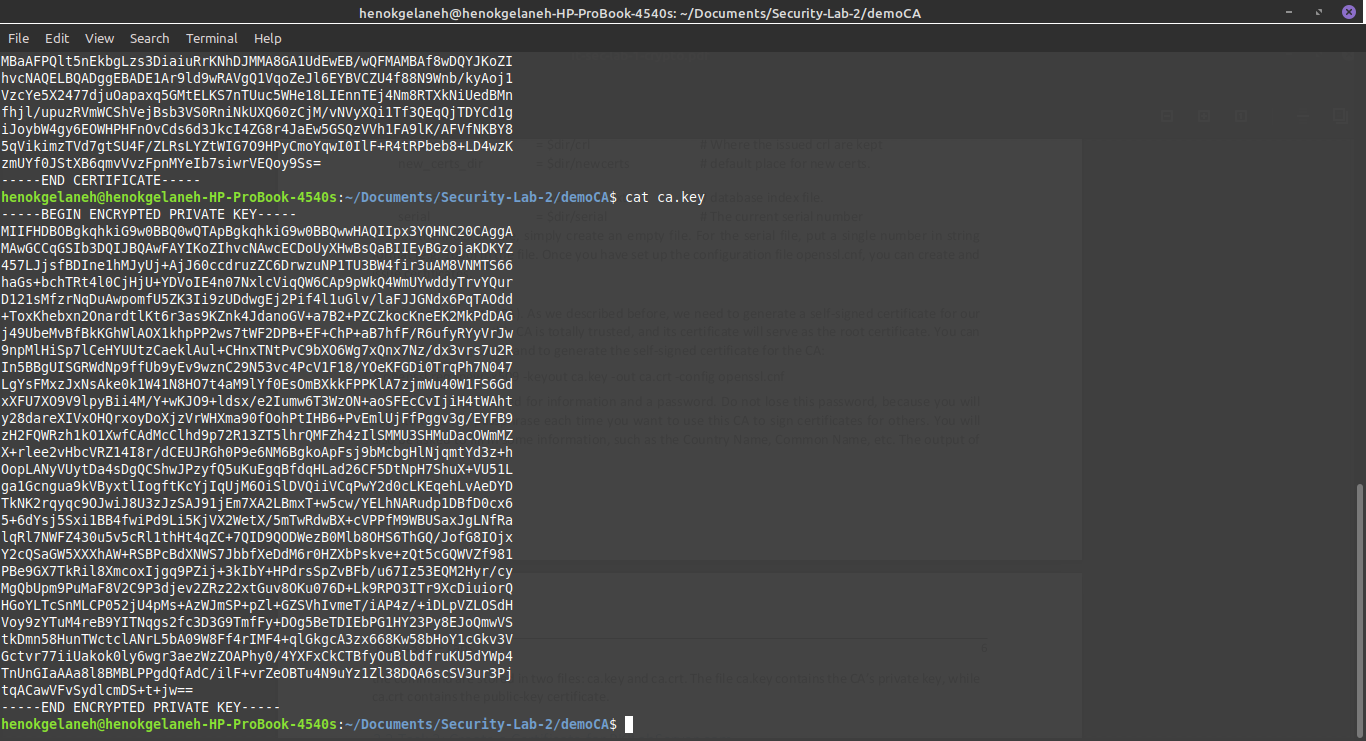 henokgelaneh@henokgelaneh-HP-ProBook-4540s: ~/Documents/Security-Lab-2/demoCA
File Edit View Search Terminal Help
MBaAFPQlt5nEkbgLzs3DiaiuRrKNhDJMMA8GA1UdEwEB/wQFMAMBAf8wDQYJKoZI
hvcNAQELBQADggEBADE1Ar9ld9wRAVgQ1VqoZeJl6EYBVCZU4f88N9Wnb/kyAoj1
VzcYe5X2477djuOapaxq5GMtELKS7nTUuc5WHe18LIEnnTEj4Nm8RTXkNiUedBMn
fhjl/upuzRVmWCShVejBsb3VS0RniNkUXQ60zCjM/vNVyXQi1Tf3QEqQjTDYCd1g
iJoybW4gy6EOWHPHFnOvCds6d3JkcI4ZG8r4JaEw5GSQzVVh1FA9lK/AFVfNKBY8
5qVikimzTVd7gtSU4F/ZLRsLYZtWIG7O9HPyCmoYqwI0IlF+R4tRPbeb8+LD4wzK
zmUYf0JStXB6qmvVvzFpnMYeIb7siwrVEQoy9Ss=
-----END CERTIFICATE-----
henokgelaneh@henokgelaneh-HP-ProBook-4540s:~/Documents/Security-Lab-2/demoCA$ cat ca.key
-----BEGIN ENCRYPTED PRIVATE KEY-----
MIIFHDBOBgkqhkiG9w0BBQ0wQTApBgkqhkiG9w0BBQwwHAQIIpx3YQHNC20CAggA
MAwGCCqGSIb3DQIJBQAwFAYIKoZIhvcNAwcECDoUyXHwBsQaBIIEyBGzojaKDKYZ
457LJjsfBDIne1hMJyUj+AjJ60ccdruzZC6DrwzuNP1TU3BW4fir3uAM8VNMTS66
haGs+bchTRt4l0CjHjU+YDVoIE4n07NxlcViqQW6CAp9pWkQ4WmUYwddyTrvYQur
D121sMfzrNqDuAwpomfU5ZK3Ii9zUDdwgEj2Pif4l1uGlv/laFJJGNdx6PqTAOdd
+ToxKhebxn2OnardtlKt6r3as9KZnk4JdanoGV+a7B2+PZCZkocKneEK2MkPdDAG
j49UbeMvBfBkKGhWlAOX1khpPP2ws7tWF2DPB+EF+ChP+aB7hfF/R6ufyRYyVrJw
9npMlHiSp7lCeHYUUtzCaeklAul+CHnxTNtPvC9bXO6Wg7xQnx7Nz/dx3vrs7u2R
In5BBgUISGRWdNp9ffUb9yEv9wznC29N53vc4PcV1F18/YOeKFGDi0TrqPh7N047
LgYsFMxzJxNsAke0k1W41N8HO7t4aM9lYf0EsOmBXkkFPPKlA7zjmWu40W1FS6Gd
xXFU7XO9V9lpyBii4M/Y+wKJO9+ldsx/e2Iumw6T3WzON+aoSFEcCvIjiH4tWAht
y28dareXIVxOHQrxoyDoXjzVrWHXma90fOohPtIHB6+PvEmlUjFfPggv3g/EYFB9
zH2FQWRzh1kO1XwfCAdMcClhd9p72R13ZT5lhrQMFZh4zIlSMMU3SHMuDacOWmMZ
X+rlee2vHbcVRZ14I8r/dCEUJRGh0P9e6NM6BgkoApFsj9bMcbgHlNjqmtYd3z+h
OopLANyVUytDa4sDgQCShwJPzyfQ5uKuEgqBfdqHLad26CF5DtNpH7ShuX+VU51L
ga1Gcngua9kVByxtlIogftKcYjIqUjM6OiSlDVQiiVCqPwY2d0cLKEqehLvAeDYD
TkNK2rqyqc9OJwiJ8U3zJzSAJ91jEm7XA2LBmxT+w5cw/YELhNARudp1DBfD0cx6
5+6dYsj5Sxi1BB4fwiPd9Li5KjVX2WetX/5mTwRdwBX+cVPPfM9WBUSaxJgLNfRa
lqRl7NWFZ430u5v5cRl1thHt4qZC+7QID9QODWezB0Mlb8OHS6ThGQ/JofG8IOjx
Y2cQSaGW5XXXhAW+RSBPcBdXNWS7JbbfXeDdM6r0HZXbPskve+zQt5cGQWVZf981
PBe9GX7TkRil8XmcoxIjgq9PZij+3kIbY+HPdrsSpZvBFb/u67Iz53EQM2Hyr/cy
MgQbUpm9PuMaF8V2C9P3djev2ZRz22xtGuv8OKu076D+Lk9RPO3ITr9XcDiuiorQ
HGoYLTcSnMLCP052jU4pMs+AzWJmSP+pZl+GZSVhIvmeT/iAP4z/+iDLpVZLOSdH
Voy9zYTuM4reB9YITNqgs2fc3D3G9TmfFy+DOg5BeTDIEbPG1HY23Py8EJoQmwVS
tkDmn58HunTWctclANrL5bA09W8Ff4rIMF4+qlGkgcA3zx668Kw58bHoY1cGkv3V
Gctvr77iiUakok0ly6wgr3aezWzZOAPhy0/4YXFxCkCTBfyOuBlbdfruKU5dYWp4
TnUnGIaAAa8l8BMBLPPgdQfAdC/ilF+vrZeOBTu4N9uYz1Zl38DQA6scSV3ur3Pj
tqACawVFvSydlcmDS+t+jw==
-----END ENCRYPTED PRIVATE KEY-----
henokgelaneh@henokgelaneh-HP-ProBook-4540s:~/Documents/Security-Lab-2/demoCA$